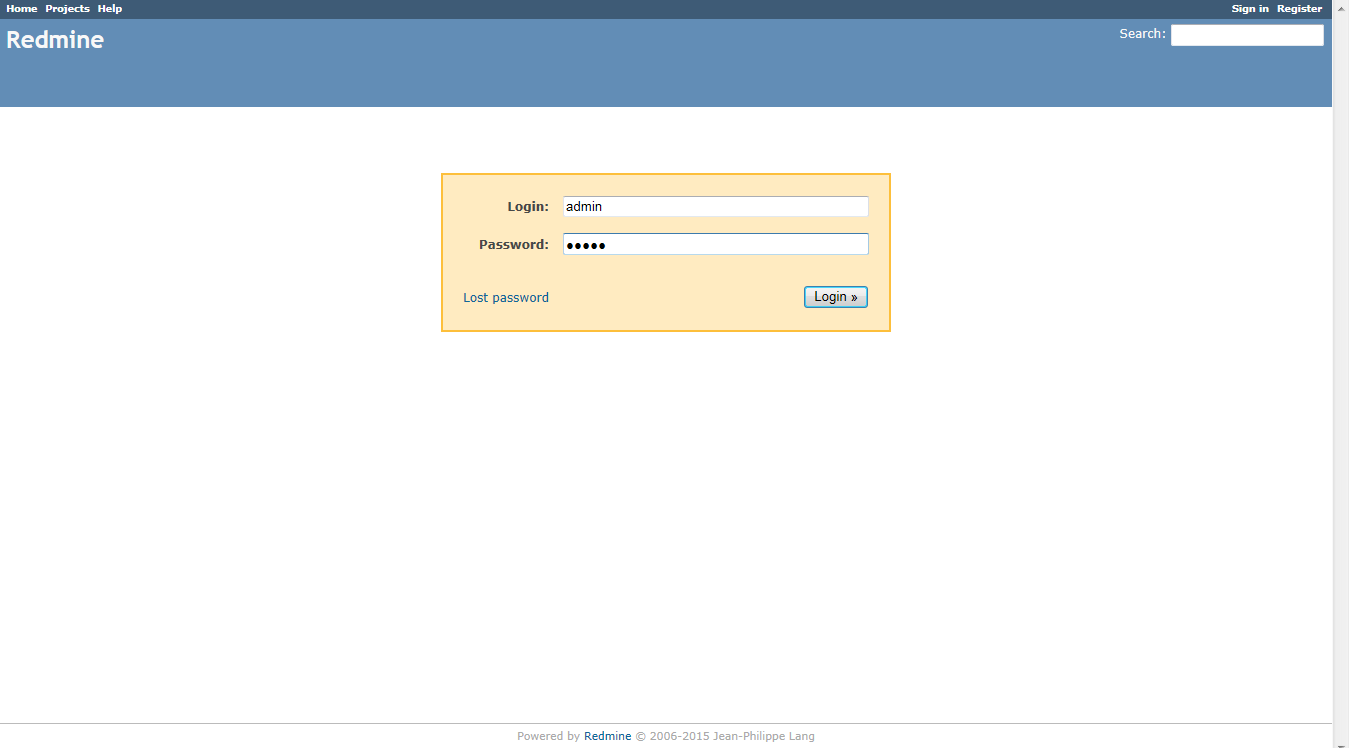 Home Projects Help Sign in Register
Redmine Search:
Login: admin
Password: ●●●●●
Lost password Login »
Powered by Redmine © 2006-2015 Jean-Philippe Lang